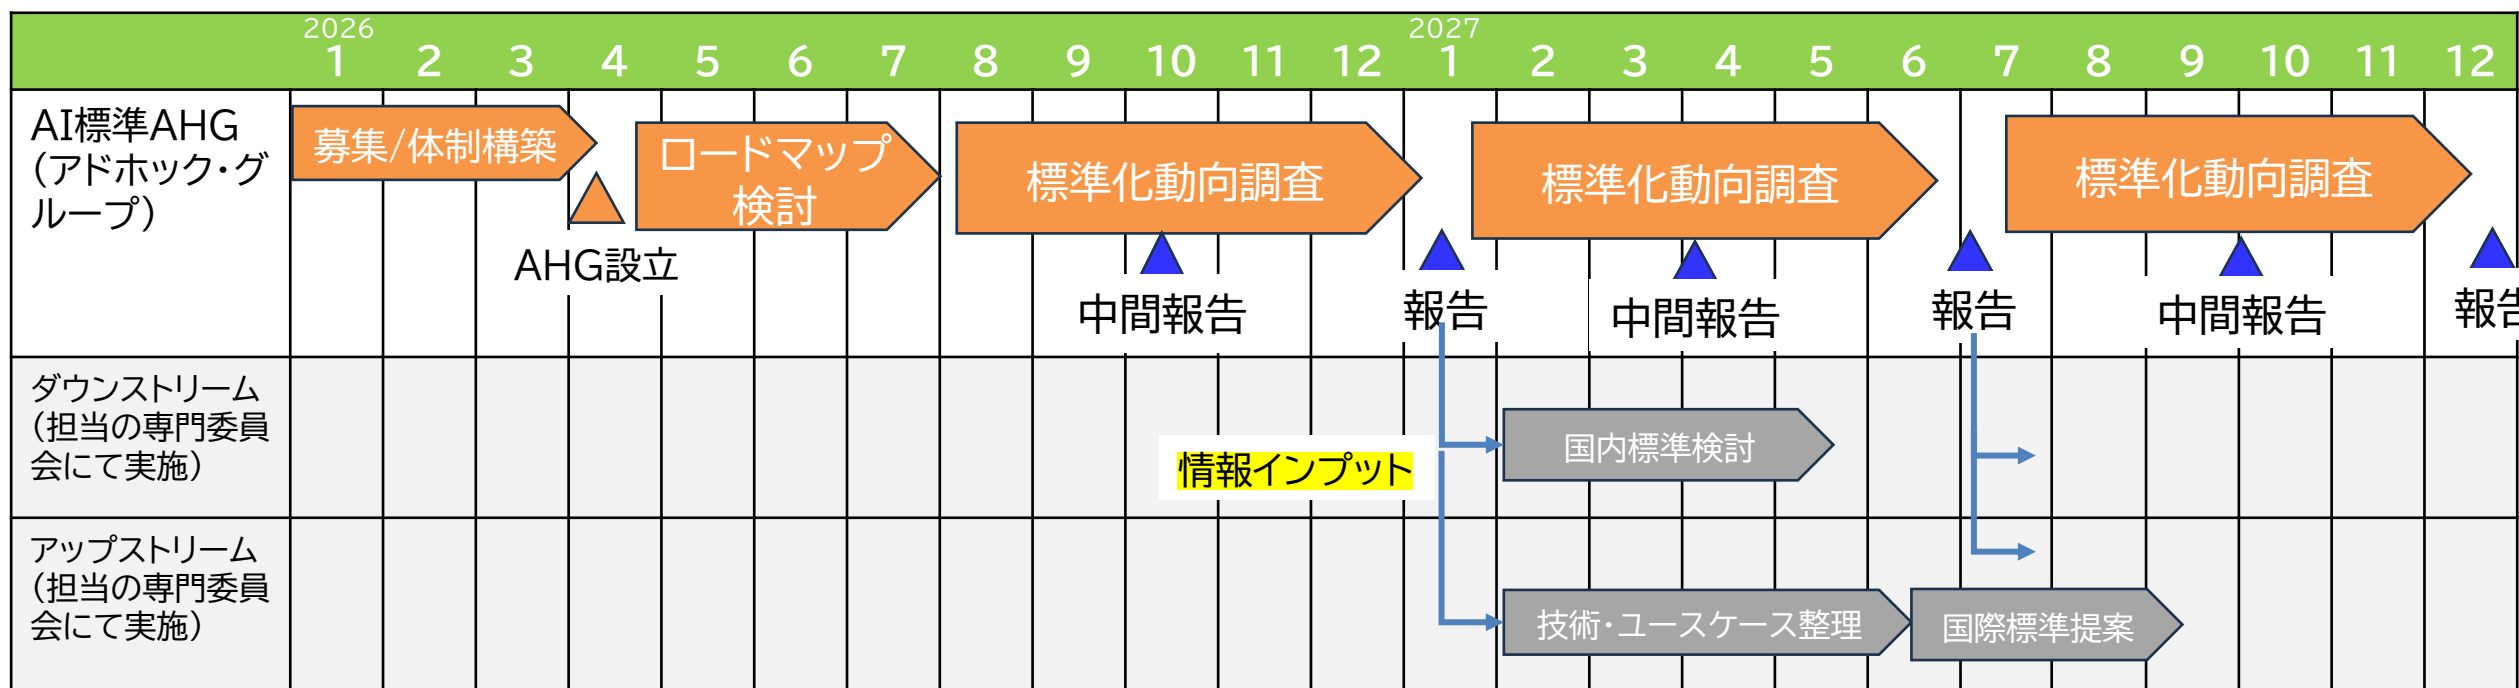 2026 2027
1 2 3 4 5 6 7 8 9 10 11 12 1 2 3 4 5 6 7 8 9 10 11 12
AI標準AHG
(アドホック・グ
ループ)
募集/体制構築
ロードマップ
検討
標準化動向調査
標準化動向調査
標準化動向調査
AHG設立
中間報告
報告
中間報告
報告
中間報告
報告
ダウンストリーム
(担当の専門委員
会にて実施)
情報インプット
国内標準検討
アップストリーム
(担当の専門委員
会にて実施)
技術・ユースケース整理
国際標準提案